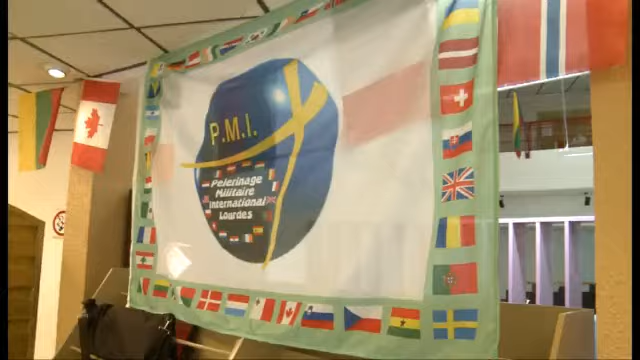 P.M.I.
Pelerinage
Militaire
International
Lourdes